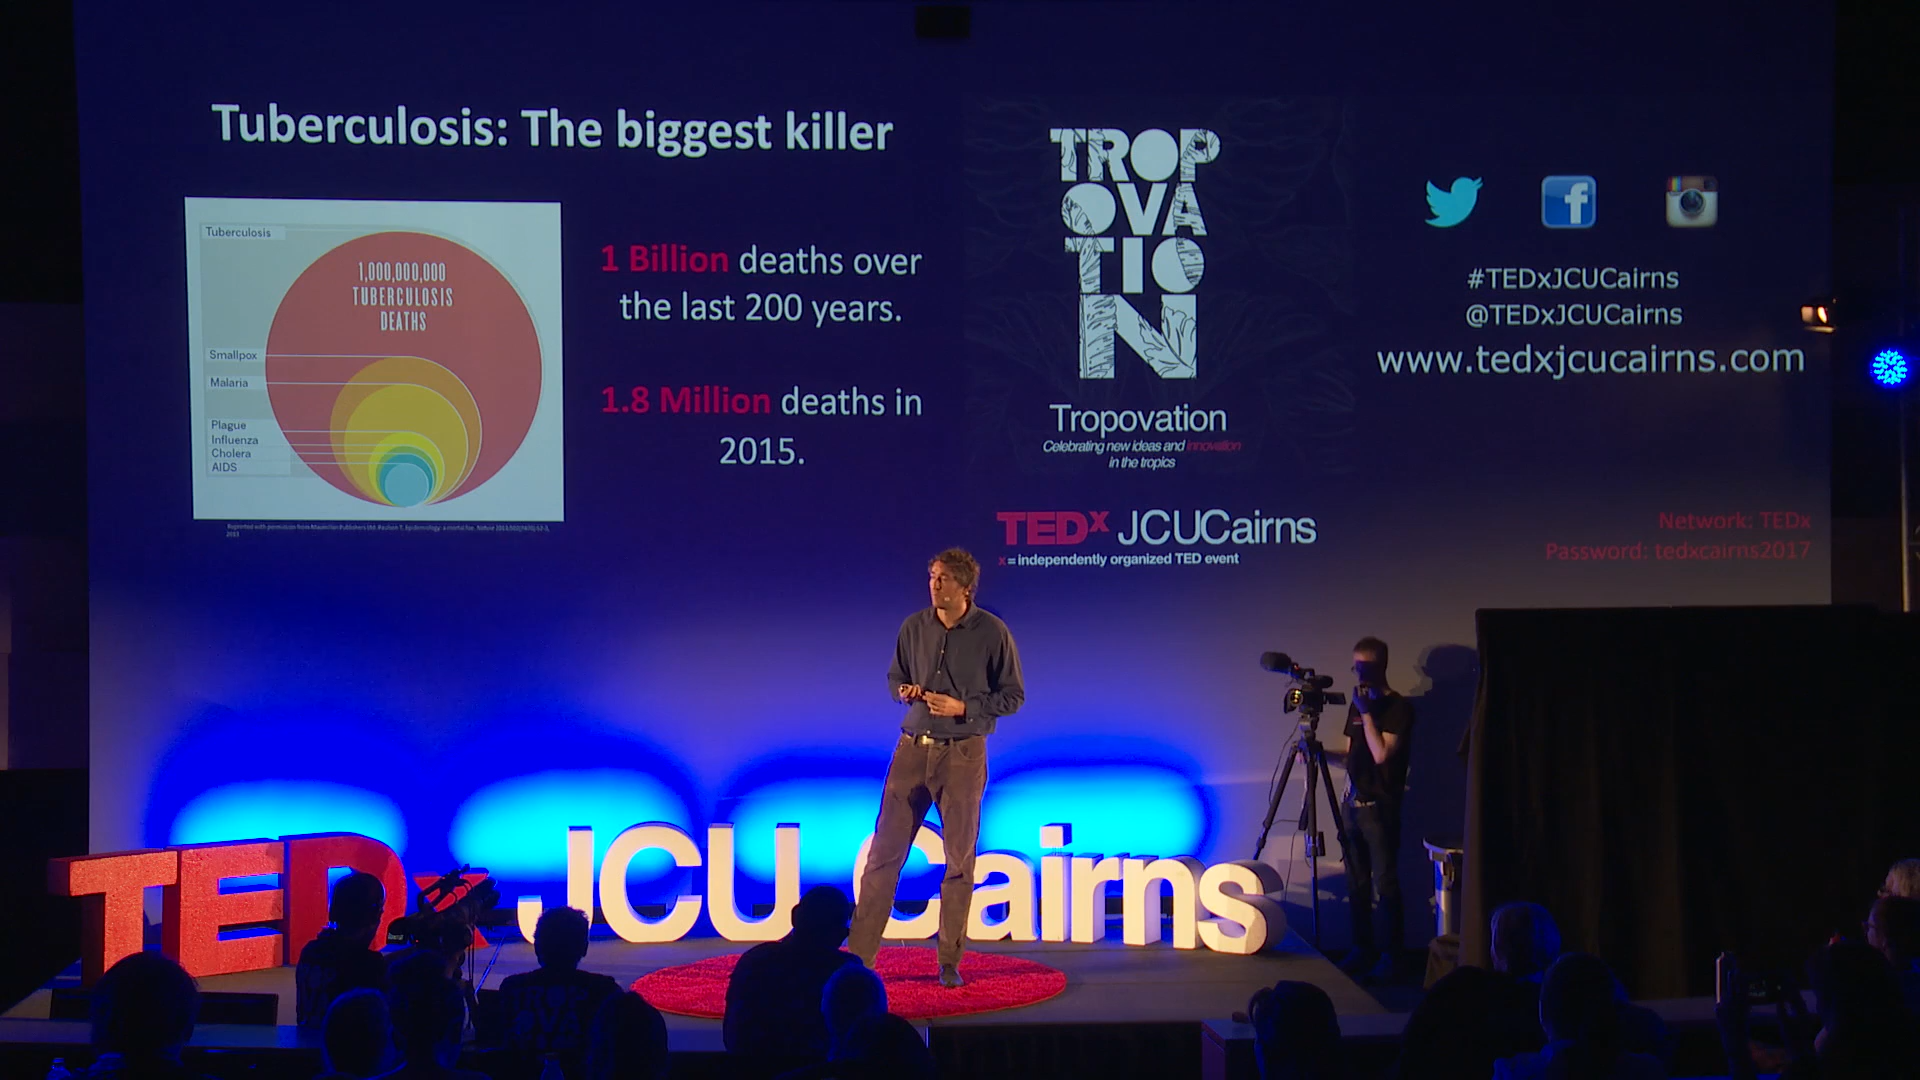 Tuberculosis: The biggest killer
Tuberculosis
1,000,000,000
TUBERCULOSIS
DEATHS
Smallpox
Malaria
Plague
Influenza
Cholera
AIDS
1 Billion deaths over
the last 200 years.
1.8 Million deaths in
2015.
TROP
OVA
TIO
N
Tropovation
Celebrating new ideas and innovation
in the tropics
TEDx JCUCairns
x = independently organized TED event
#TEDxJCUCairns
@TEDxJCUCairns
www.tedxjcucairns.com
Network: TEDx
Password: tedxcairns2017
TEDx JCU Cairns